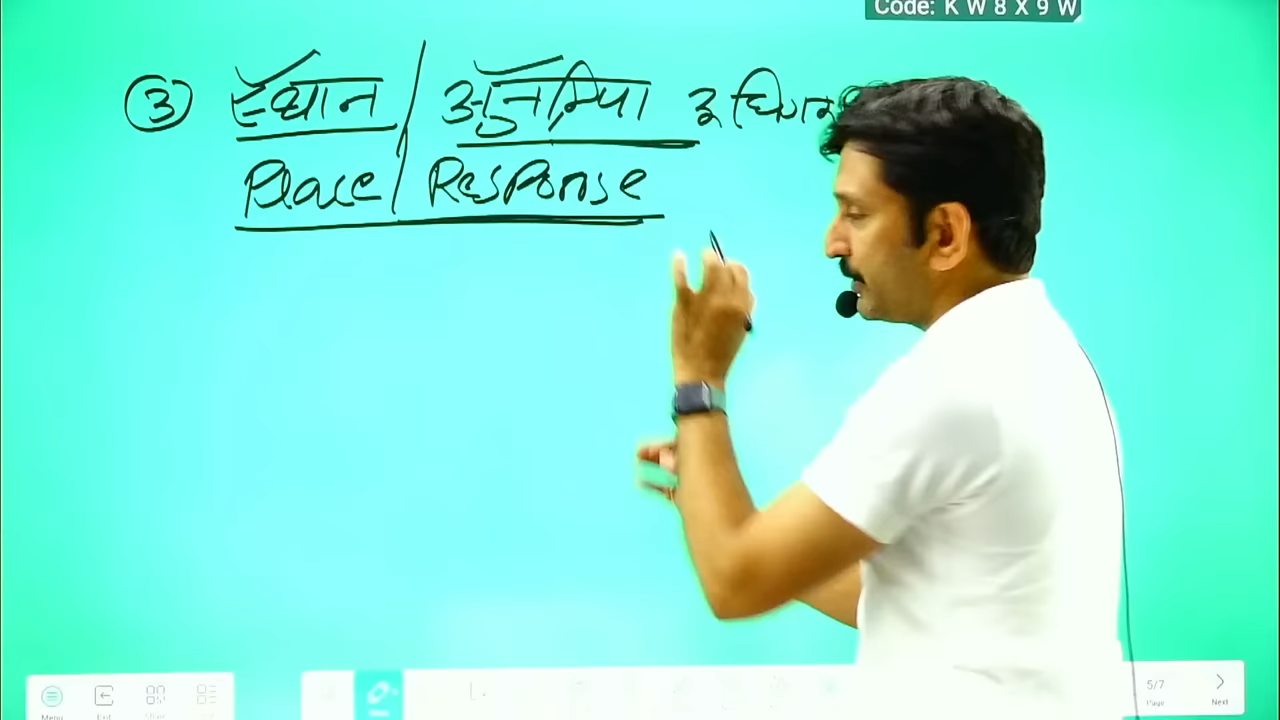 Code: K W 8 X 9 W
③ स्थान / अनुक्रिया
Place / Response
Menu
Exit
5/7
Page
Next